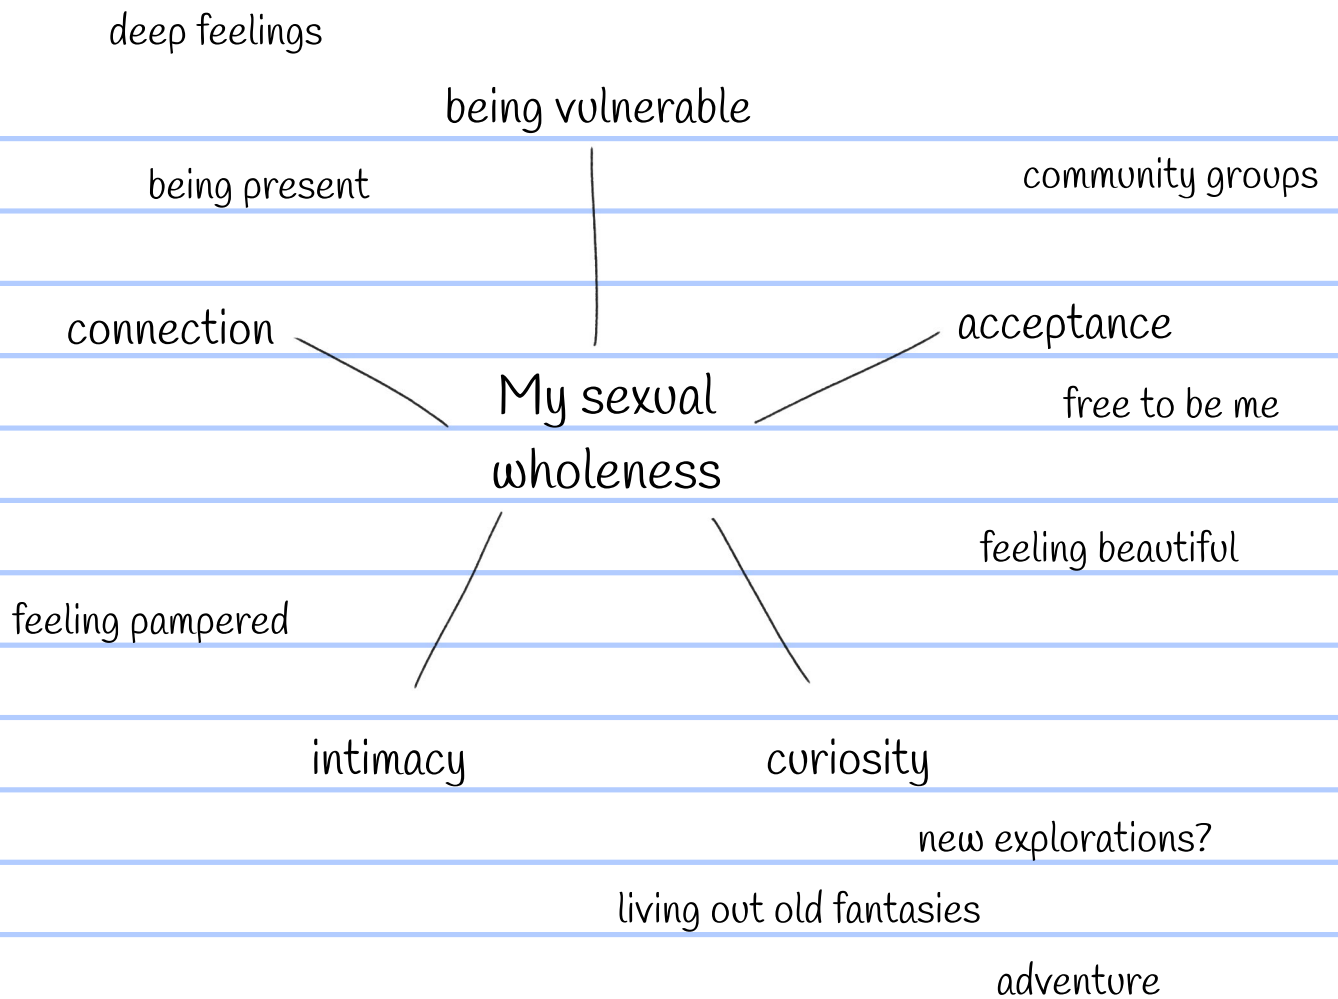 deep feelings
being vulnerable
being present
community groups
connection
acceptance
My sexual
wholeness
free to be me
feeling beautiful
feeling pampered
intimacy
curiosity
new explorations?
living out old fantasies
adventure